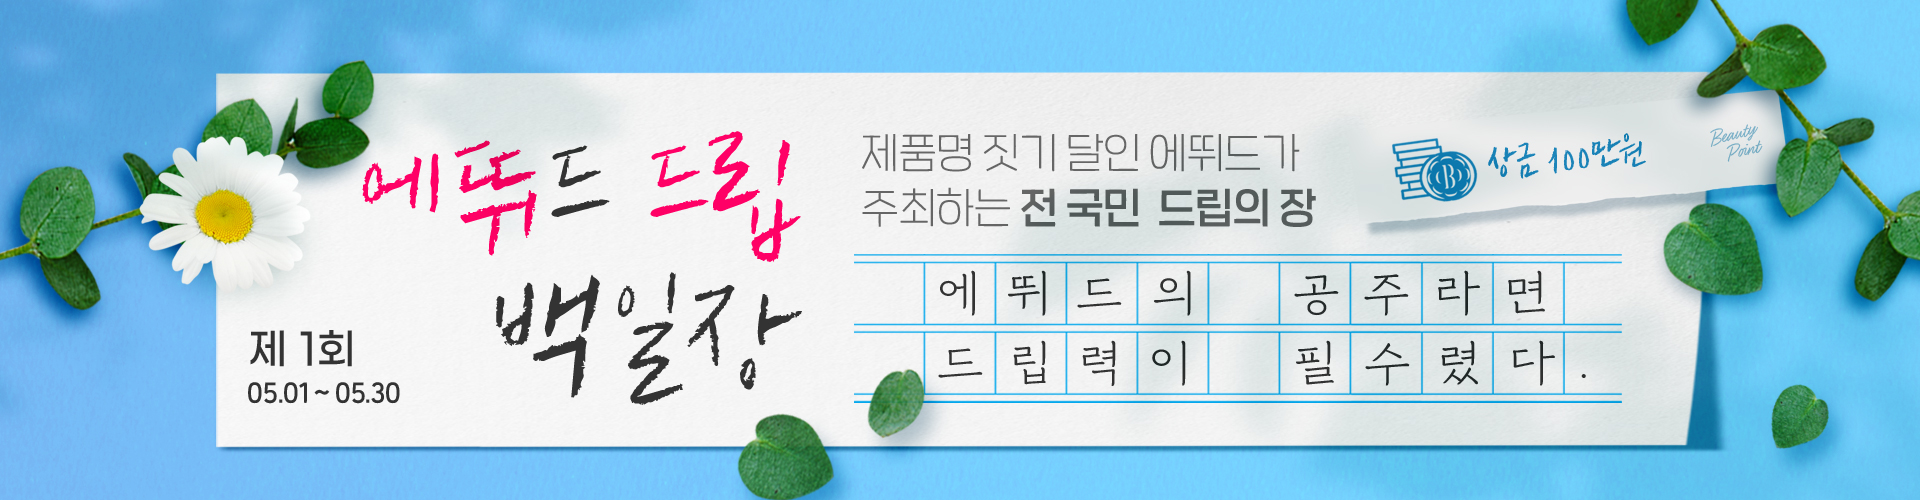 에뛰드 드립
백일장
제 1회
05.01 ~ 05.30
제품명 짓기 달인 에뛰드가
주최하는 전 국민 드립의 장
상금 100만원
Beauty
Point
에뛰드의 공주라면
드립력이 필수렸다.
B